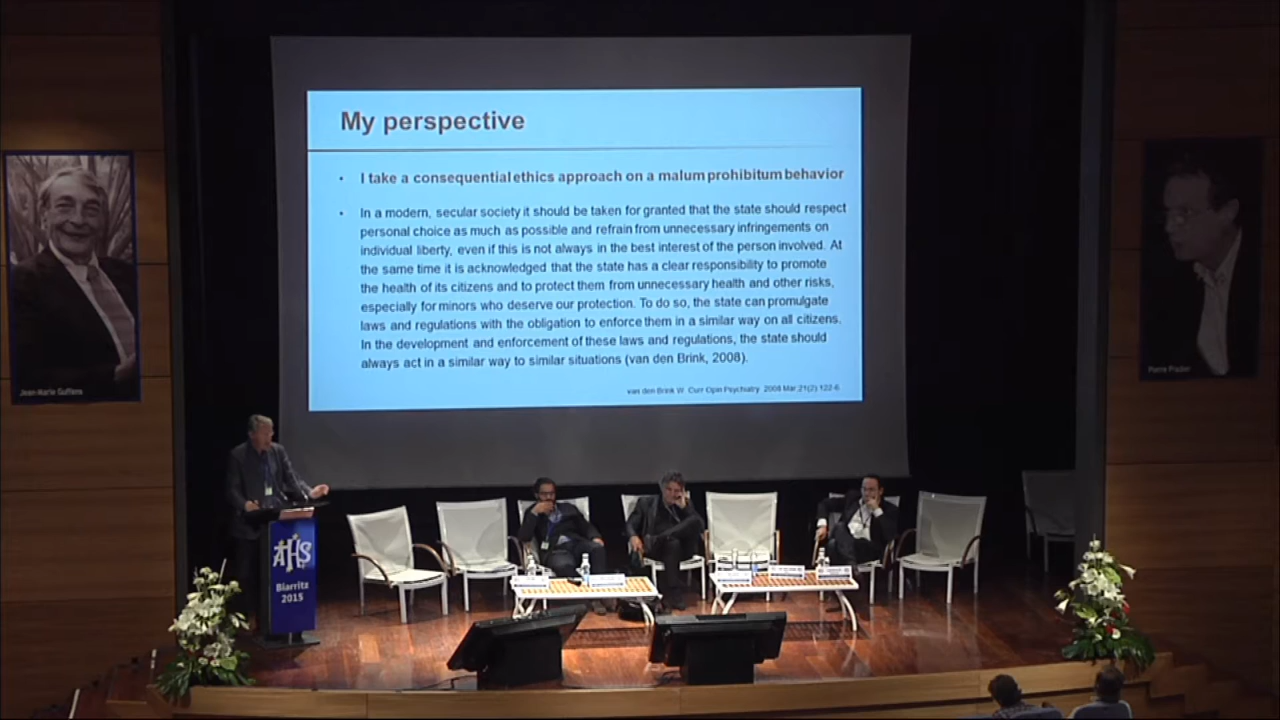 My perspective
• I take a consequential ethics approach on a malum prohibitum behavior
• In a modern, secular society it should be taken for granted that the state should respect
personal choice as much as possible and refrain from unnecessary infringements on
individual liberty, even if this is not always in the best interest of the person involved. At
the same time it is acknowledged that the state has a clear responsibility to promote
the health of its citizens and to protect them from unnecessary health and other risks,
especially for minors who deserve our protection. To do so, the state can promulgate
laws and regulations with the obligation to enforce them in a similar way on all citizens.
In the development and enforcement of these laws and regulations, the state should
always act in a similar way to similar situations (van den Brink, 2008).
van den Brink W. Curr Opin Psychiatry. 2008 Mar;21(2):122-6.
Jean-Marie
Pierre
AHS
Biarritz
2015